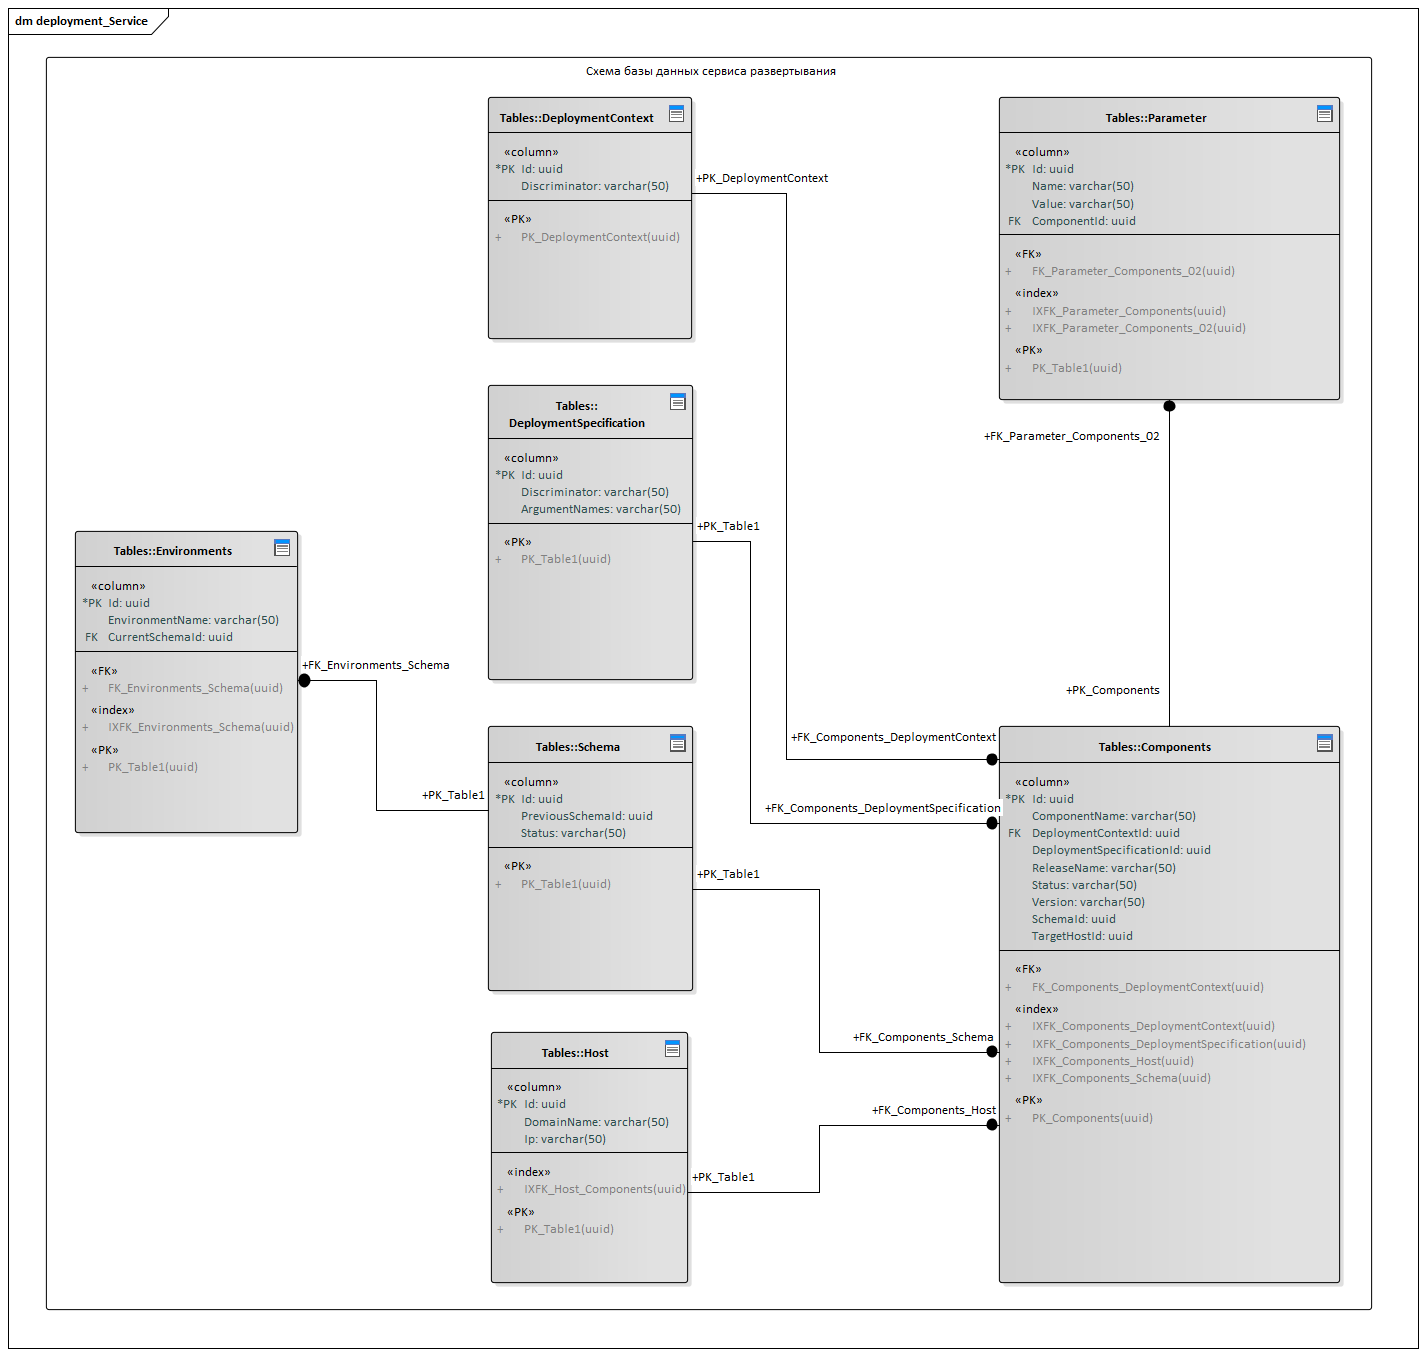 dm deployment_Service
Схема базы данных сервиса развертывания
Tables::DeploymentContext
«column»
*PK Id: uuid
Discriminator: varchar(50)
«PK»
+ PK_DeploymentContext(uuid)
+PK_DeploymentContext
Tables::Parameter
«column»
*PK Id: uuid
Name: varchar(50)
Value: varchar(50)
FK ComponentId: uuid
«FK»
+ FK_Parameter_Components_02(uuid)
«index»
+ IXFK_Parameter_Components(uuid)
+ IXFK_Parameter_Components_02(uuid)
«PK»
+ PK_Table1(uuid)
+FK_Parameter_Components_02
+PK_Components
Tables::
DeploymentSpecification
«column»
*PK Id: uuid
Discriminator: varchar(50)
ArgumentNames: varchar(50)
«PK»
+ PK_Table1(uuid)
+PK_Table1
Tables::Environments
«column»
*PK Id: uuid
EnvironmentName: varchar(50)
FK CurrentSchemaId: uuid
«FK»
+ FK_Environments_Schema(uuid)
«index»
+ IXFK_Environments_Schema(uuid)
«PK»
+ PK_Table1(uuid)
+FK_Environments_Schema
+PK_Table1
Tables::Schema
«column»
*PK Id: uuid
PreviousSchemaId: uuid
Status: varchar(50)
«PK»
+ PK_Table1(uuid)
+PK_Table1
+FK_Components_DeploymentContext
+FK_Components_DeploymentSpecification
Tables::Components
«column»
*PK Id: uuid
ComponentName: varchar(50)
FK DeploymentContextId: uuid
DeploymentSpecificationId: uuid
ReleaseName: varchar(50)
Status: varchar(50)
Version: varchar(50)
SchemaId: uuid
TargetHostId: uuid
«FK»
+ FK_Components_DeploymentContext(uuid)
«index»
+ IXFK_Components_DeploymentContext(uuid)
+ IXFK_Components_DeploymentSpecification(uuid)
+ IXFK_Components_Host(uuid)
+ IXFK_Components_Schema(uuid)
«PK»
+ PK_Components(uuid)
+FK_Components_Schema
+FK_Components_Host
Tables::Host
«column»
*PK Id: uuid
DomainName: varchar(50)
Ip: varchar(50)
«index»
+ IXFK_Host_Components(uuid)
«PK»
+ PK_Table1(uuid)
+PK_Table1